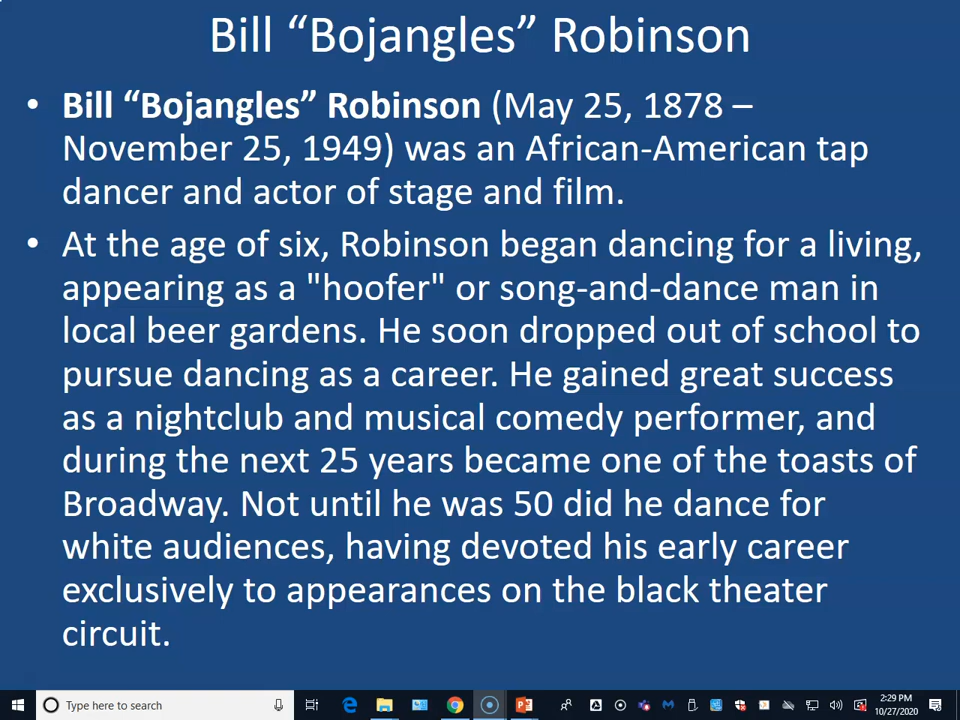 Bill “Bojangles” Robinson
• Bill “Bojangles” Robinson (May 25, 1878 –
November 25, 1949) was an African-American tap
dancer and actor of stage and film.
• At the age of six, Robinson began dancing for a living,
appearing as a "hoofer" or song-and-dance man in
local beer gardens. He soon dropped out of school to
pursue dancing as a career. He gained great success
as a nightclub and musical comedy performer, and
during the next 25 years became one of the toasts of
Broadway. Not until he was 50 did he dance for
white audiences, having devoted his early career
exclusively to appearances on the black theater
circuit.
Type here to search
2:29 PM
10/27/2020